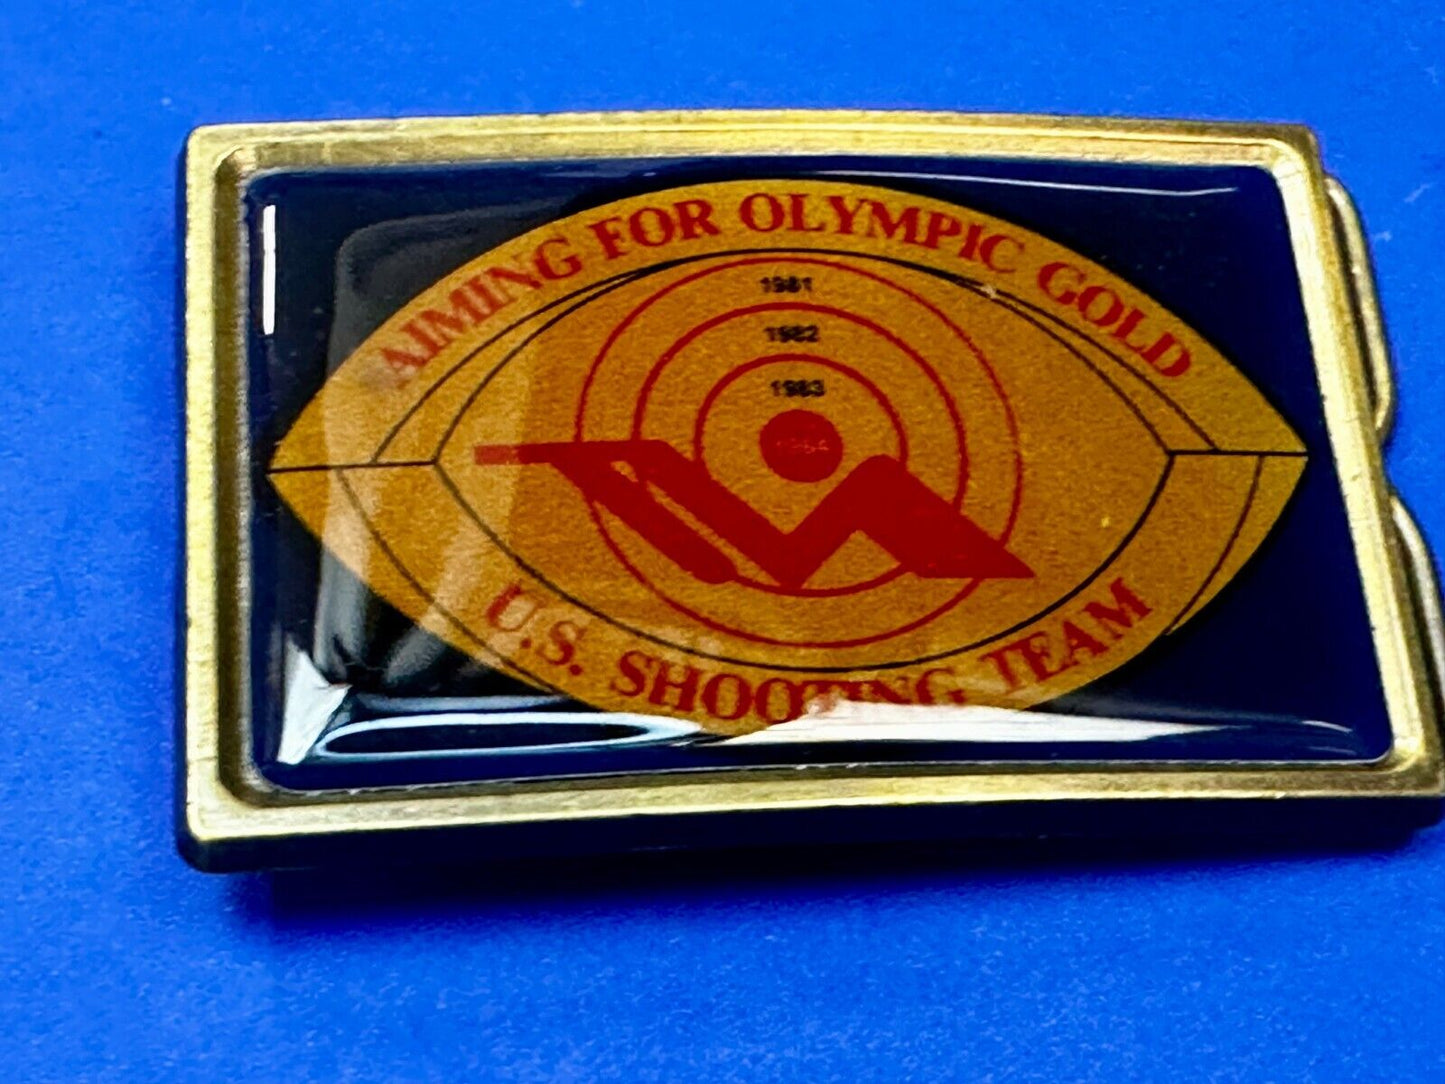 AIMING FOR OLYMPIC GOLD
1981
1982
1983
1984
U.S. SHOOTING TEAM